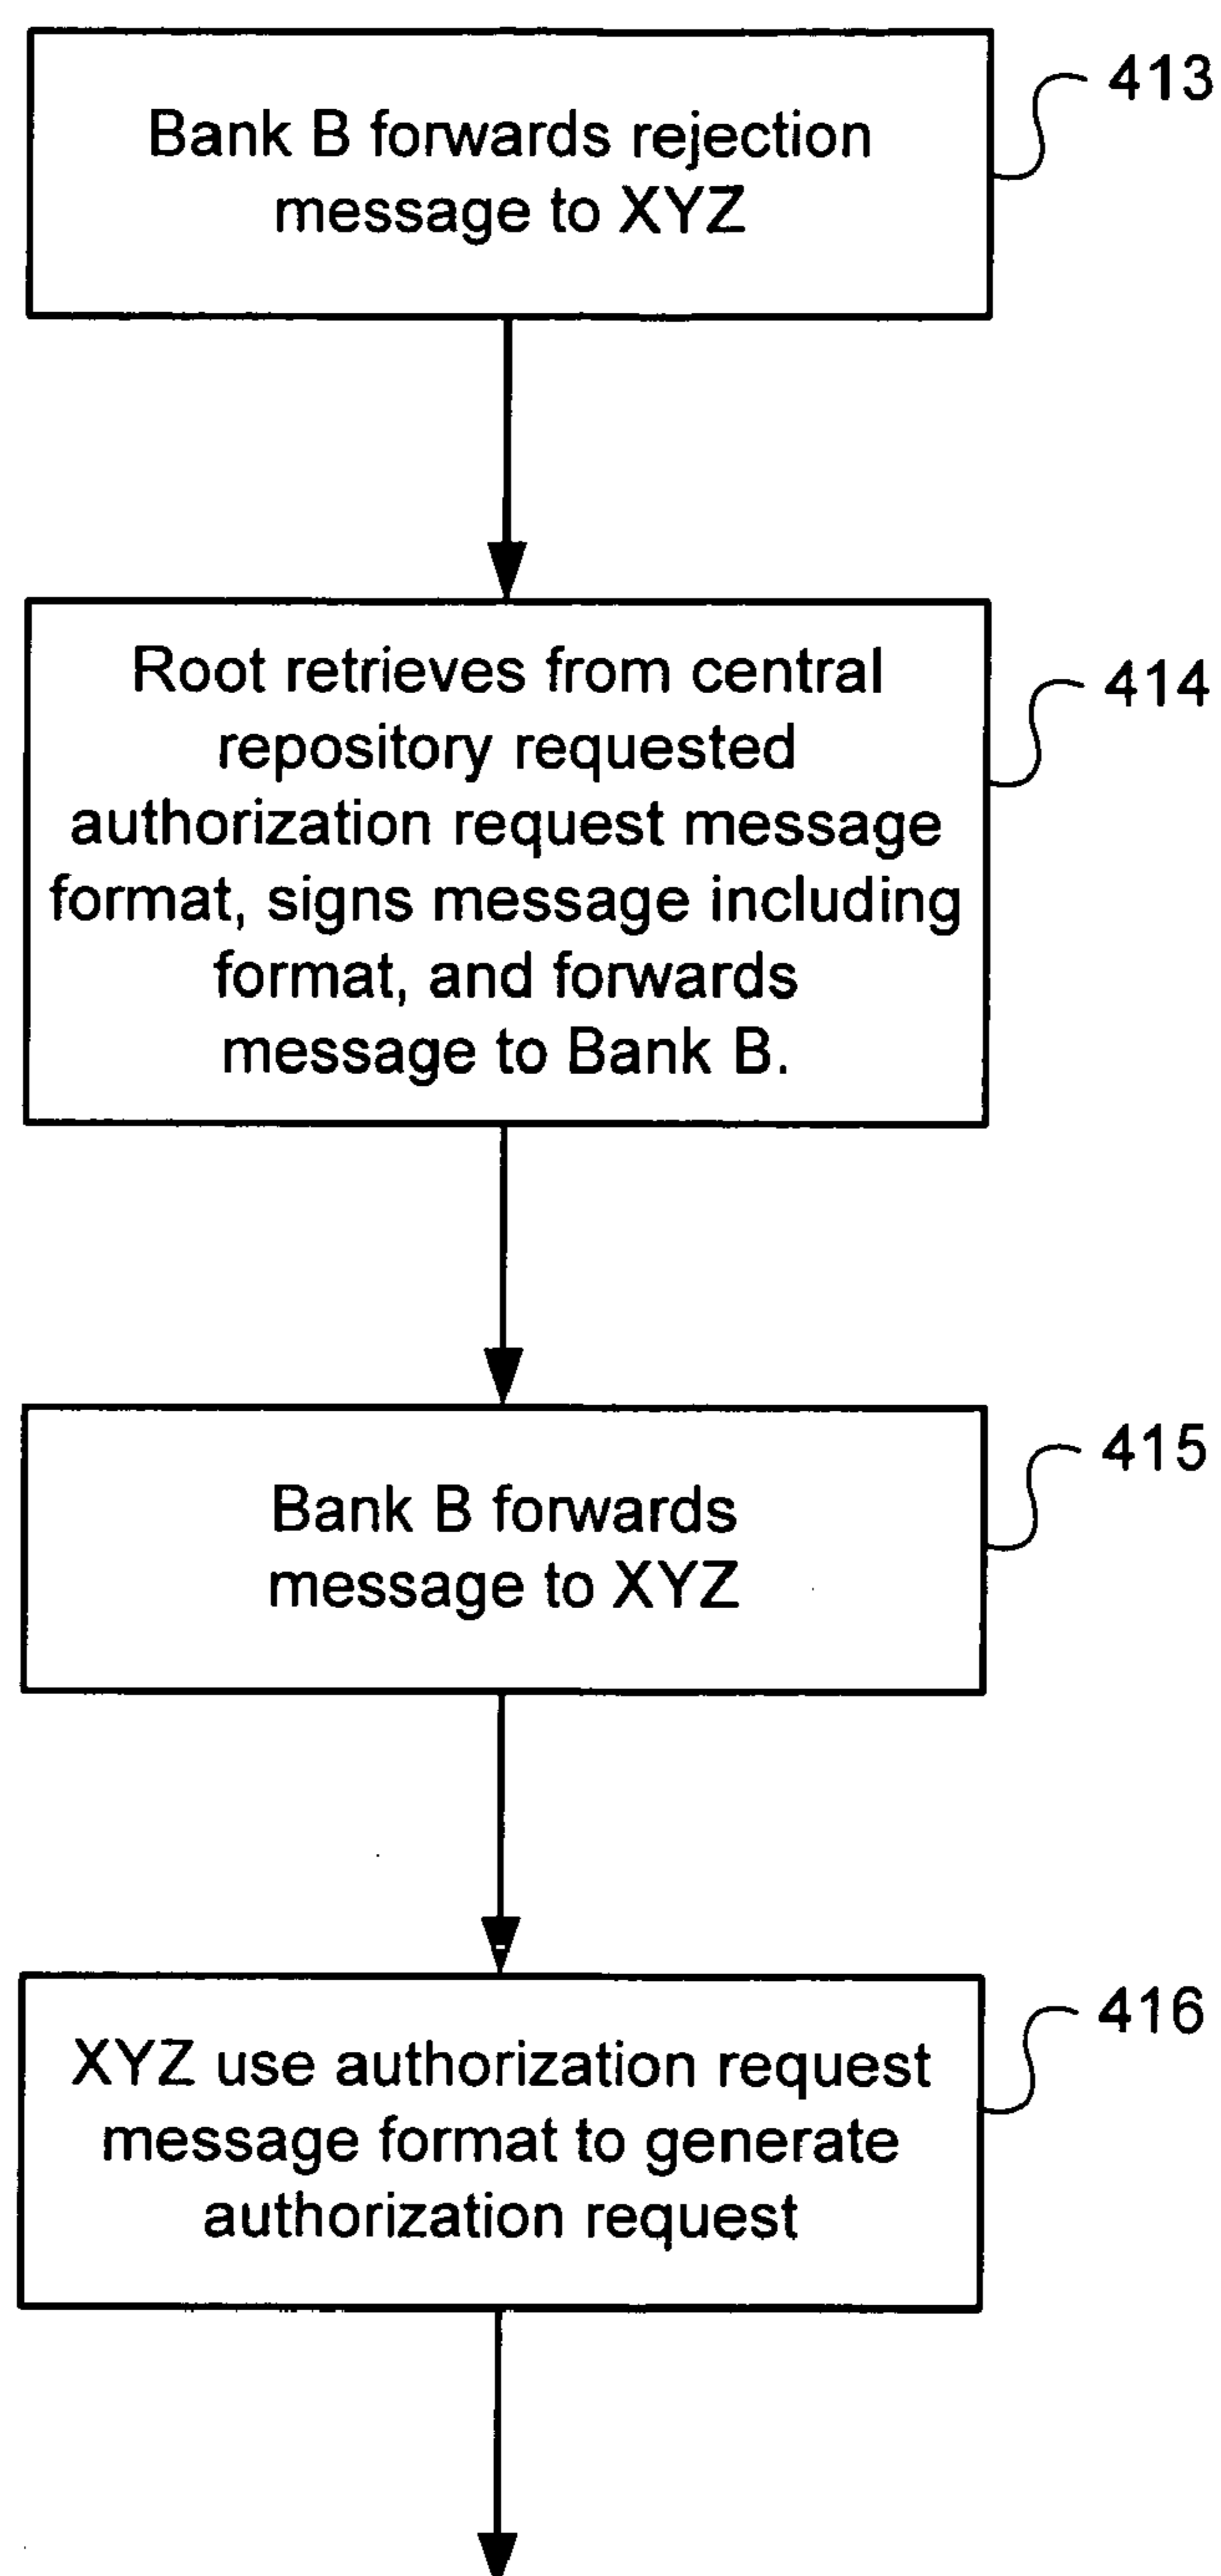 Bank B forwards rejection
message to XYZ
413
Root retrieves from central
repository requested
authorization request message
format, signs message including
format, and forwards
message to Bank B.
414
Bank B forwards
message to XYZ
415
XYZ use authorization request
message format to generate
authorization request
416